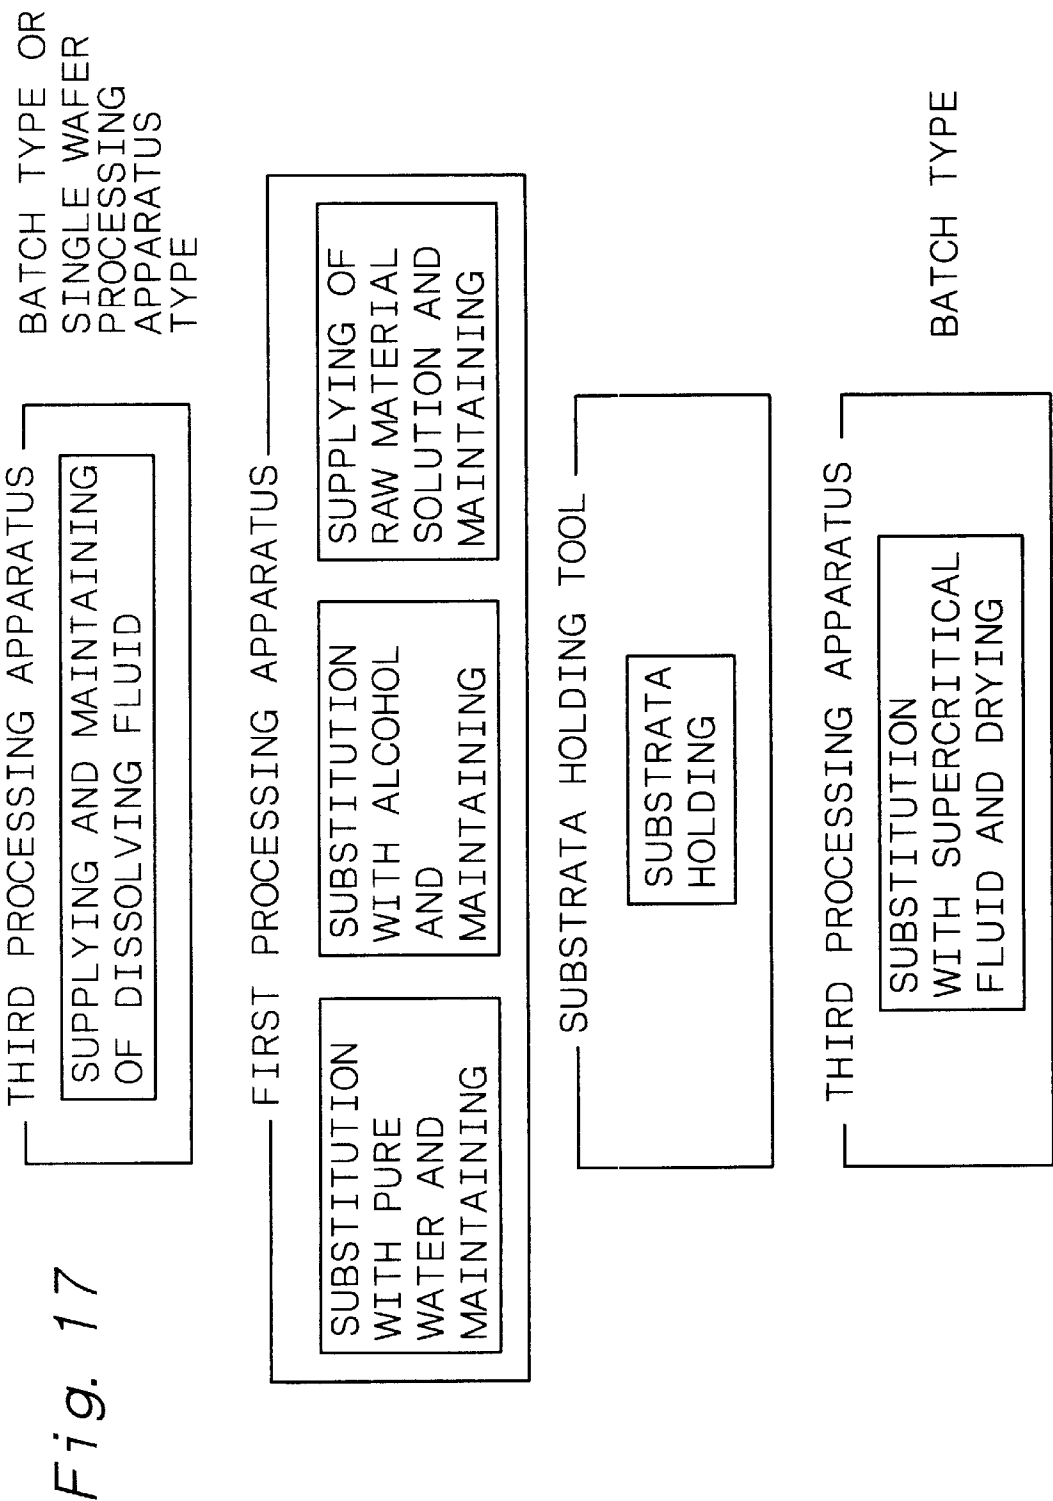 Fig. 17
THIRD PROCESSING APPARATUS
SUPPLYING AND MAINTAINING
OF DISSOLVING FLUID
BATCH TYPE OR
SINGLE WAFER
PROCESSING
APPARATUS
TYPE
FIRST PROCESSING APPARATUS
SUBSTITUTION
WITH PURE
WATER AND
MAINTAINING
SUBSTITUTION
WITH ALCOHOL
AND
MAINTAINING
SUPPLYING OF
RAW MATERIAL
SOLUTION AND
MAINTAINING
SUBSTRATA HOLDING TOOL
SUBSTRATA
HOLDING
THIRD PROCESSING APPARATUS
SUBSTITUTION
WITH SUPERCRITICAL
FLUID AND DRYING
BATCH TYPE